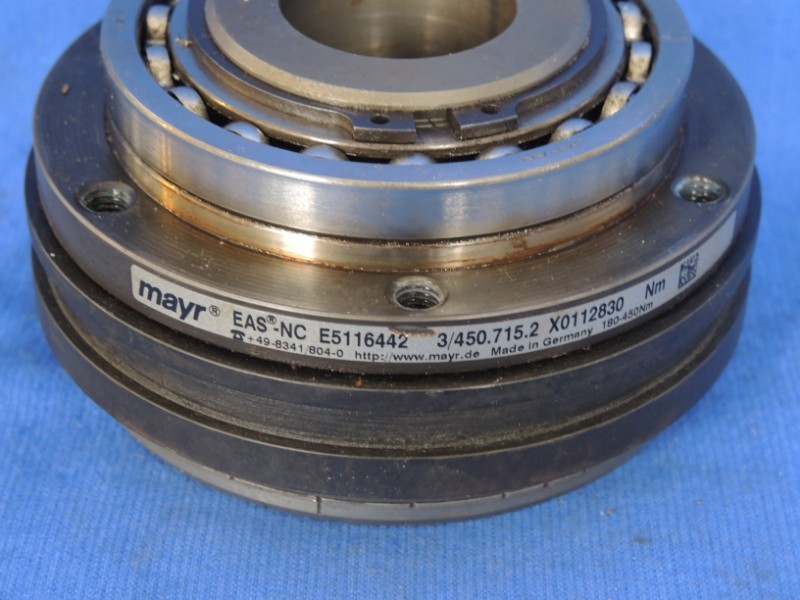 mayr® EAS®-NC E5116442 3/450.715.2 X0112830 Nm
☎+49-8341/804-0 http://www.mayr.de Made in Germany 180-450Nm